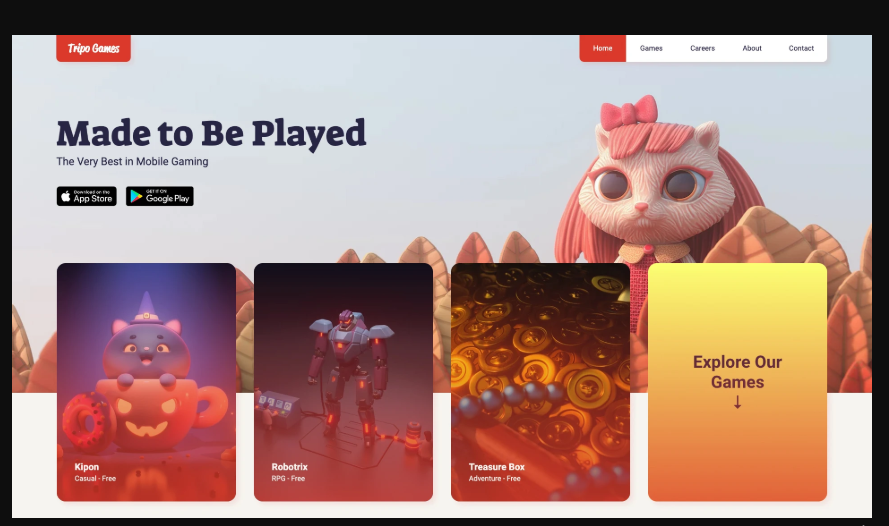 Tripo Games
Home Games Careers About Contact
Made to Be Played
The Very Best in Mobile Gaming
Download on the
App Store
GET IT ON
Google Play
Kipon
Casual - Free
Robotrix
RPG - Free
Treasure Box
Adventure - Free
Explore Our
Games
↓